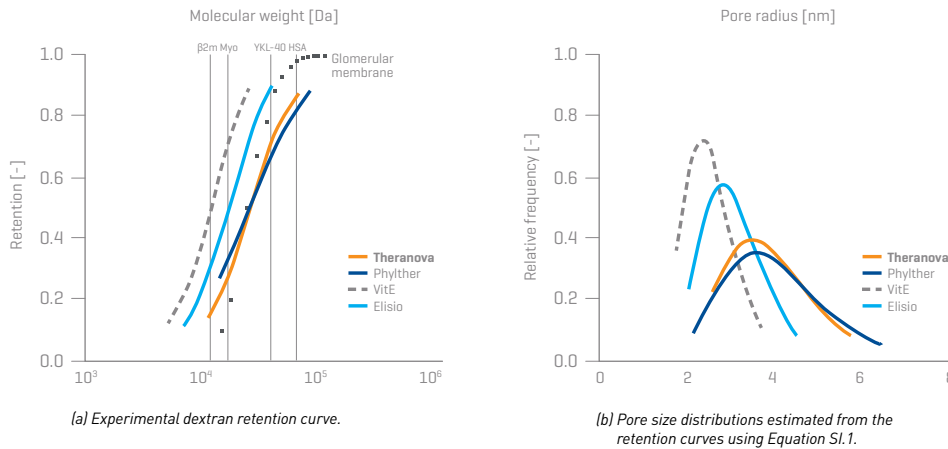 Molecular weight [Da]
β2m Myo
YKL-40 HSA
1.0
0.8
0.6
0.4
0.2
0.0
Retention [-]
Glomerular
membrane
Theranova
Phylther
VitE
Elisio
10³
10⁴
10⁵
10⁶
(a) Experimental dextran retention curve.
Pore radius [nm]
1.0
0.8
0.6
0.4
0.2
0.0
Relative frequency [-]
Theranova
Phylther
VitE
Elisio
0
2
4
6
8
(b) Pore size distributions estimated from the
retention curves using Equation SI.1.